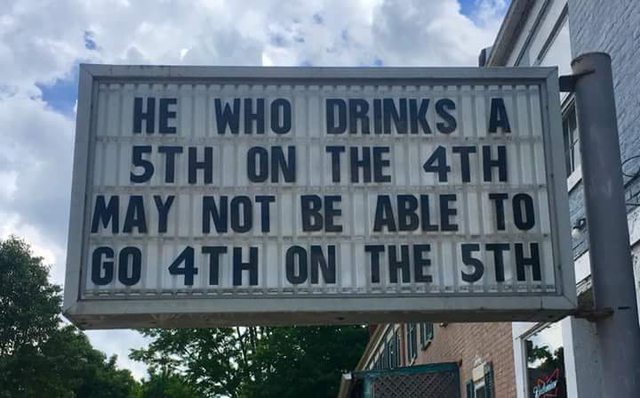 HE WHO DRINKS A
5TH ON THE 4TH
MAY NOT BE ABLE TO
GO 4TH ON THE 5TH